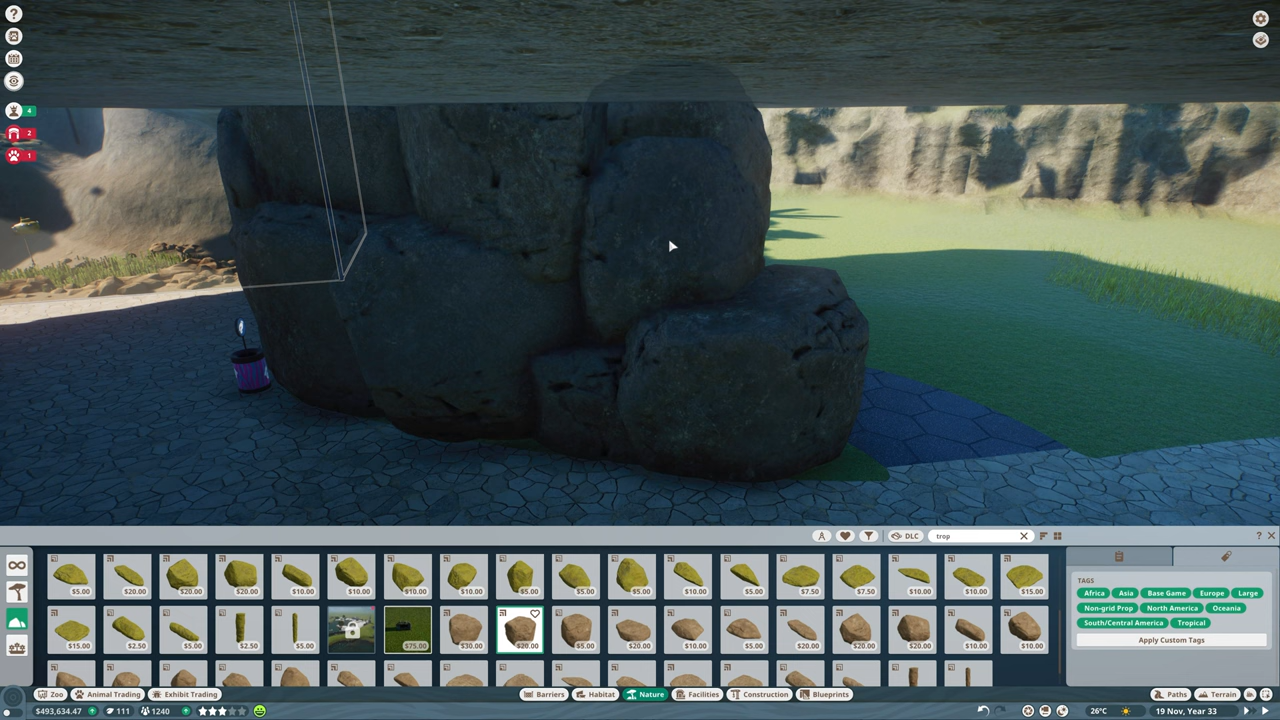 4
2
1
DLC
trop
?
$5.00 $20.00 $20.00 $20.00 $5.00 $10.00 $10.00 $10.00 $5.00 $5.00 $5.00 $10.00 $5.00 $7.50 $7.50 $10.00 $10.00 $15.00
$15.00 $2.50 $5.00 $2.50 $5.00 $75.00 $30.00 $20.00 $5.00 $20.00 $10.00 $5.00 $20.00 $20.00 $20.00 $10.00 $10.00
TAGS
Africa Asia Base Game Europe Large
Non-grid Prop North America Oceania
South/Central America Tropical
Apply Custom Tags
Zoo Animal Trading Exhibit Trading Barriers Habitat Nature Facilities Construction Blueprints Paths Terrain
$493,634.47 111 1240 26°C 19 Nov, Year 33